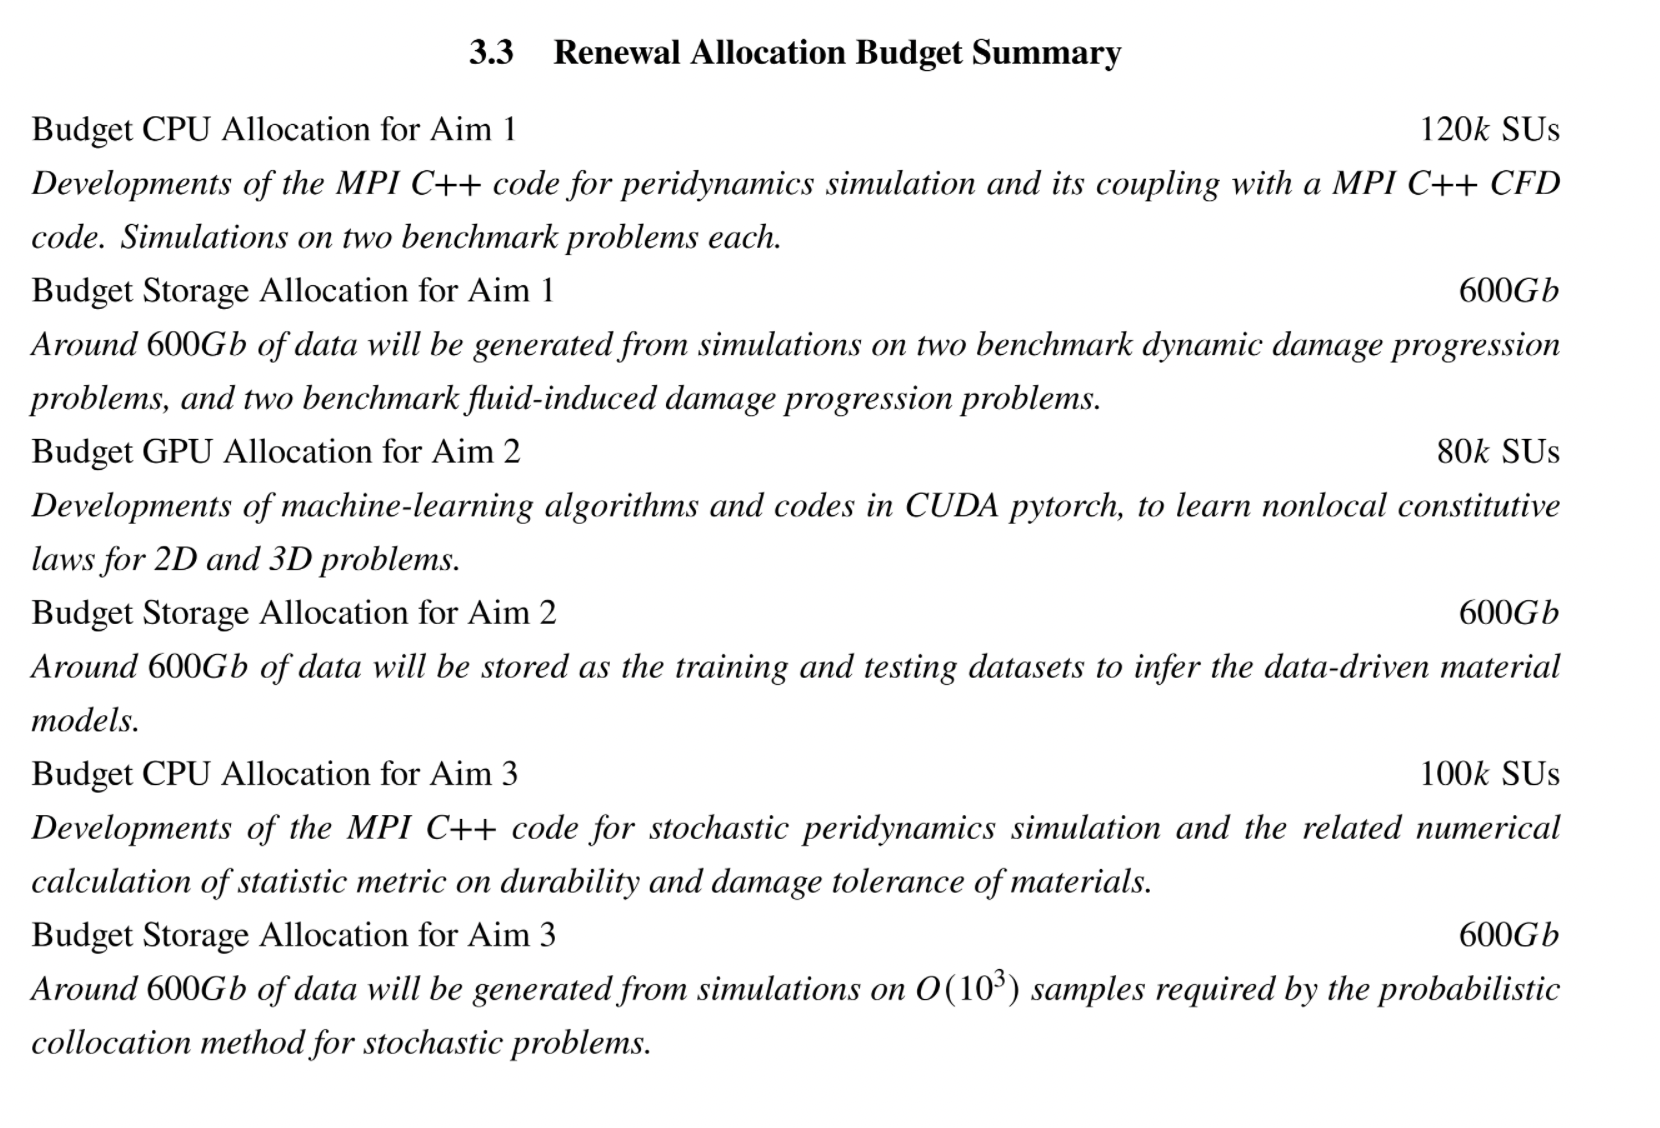 3.3 Renewal Allocation Budget Summary
Budget CPU Allocation for Aim 1 120k SUs
Developments of the MPI C++ code for peridynamics simulation and its coupling with a MPI C++ CFD
code. Simulations on two benchmark problems each.
Budget Storage Allocation for Aim 1 600Gb
Around 600Gb of data will be generated from simulations on two benchmark dynamic damage progression
problems, and two benchmark fluid-induced damage progression problems.
Budget GPU Allocation for Aim 2 80k SUs
Developments of machine-learning algorithms and codes in CUDA pytorch, to learn nonlocal constitutive
laws for 2D and 3D problems.
Budget Storage Allocation for Aim 2 600Gb
Around 600Gb of data will be stored as the training and testing datasets to infer the data-driven material
models.
Budget CPU Allocation for Aim 3 100k SUs
Developments of the MPI C++ code for stochastic peridynamics simulation and the related numerical
calculation of statistic metric on durability and damage tolerance of materials.
Budget Storage Allocation for Aim 3 600Gb
Around 600Gb of data will be generated from simulations on O(10³) samples required by the probabilistic
collocation method for stochastic problems.